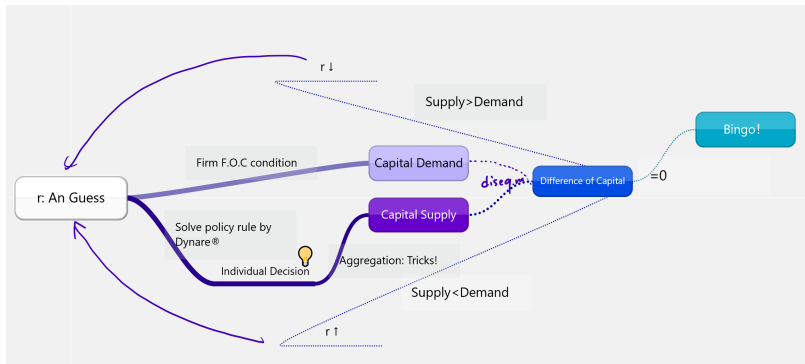 r ↓
Supply>Demand
Bingo!
Firm F.O.C condition
Capital Demand
diseqm
Difference of Capital
=0
r: An Guess
Capital Supply
Solve policy rule by
Dynare®
Individual Decision
Aggregation: Tricks!
Supply<Demand
r ↑